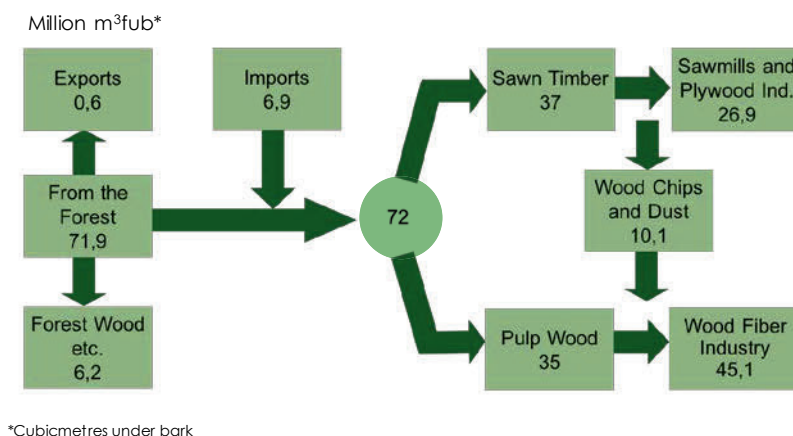 Million m³fub*
Exports
0,6
Imports
6,9
Sawn Timber
37
Sawmills and
Plywood Ind.
26,9
From the
Forest
71,9
72
Wood Chips
and Dust
10,1
Forest Wood
etc.
6,2
Pulp Wood
35
Wood Fiber
Industry
45,1
*Cubicmetres under bark